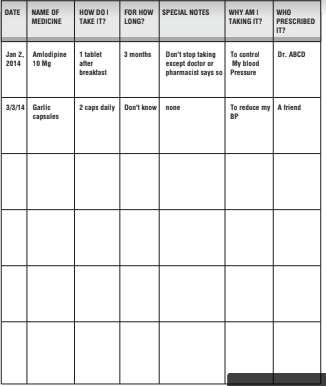 DATE
NAME OF
MEDICINE
HOW DO I
TAKE IT?
FOR HOW
LONG?
SPECIAL NOTES
WHY AM I
TAKING IT?
WHO
PRESCRIBED
IT?
Jan 2,
2014
Amlodipine
10 Mg
1 tablet
after
breakfast
3 months
Don't stop taking
except doctor or
pharmacist says so
To control
My blood
Pressure
Dr. ABCD
3/3/14
Garlic
capsules
2 caps daily
Don't know
none
To reduce my
BP
A friend